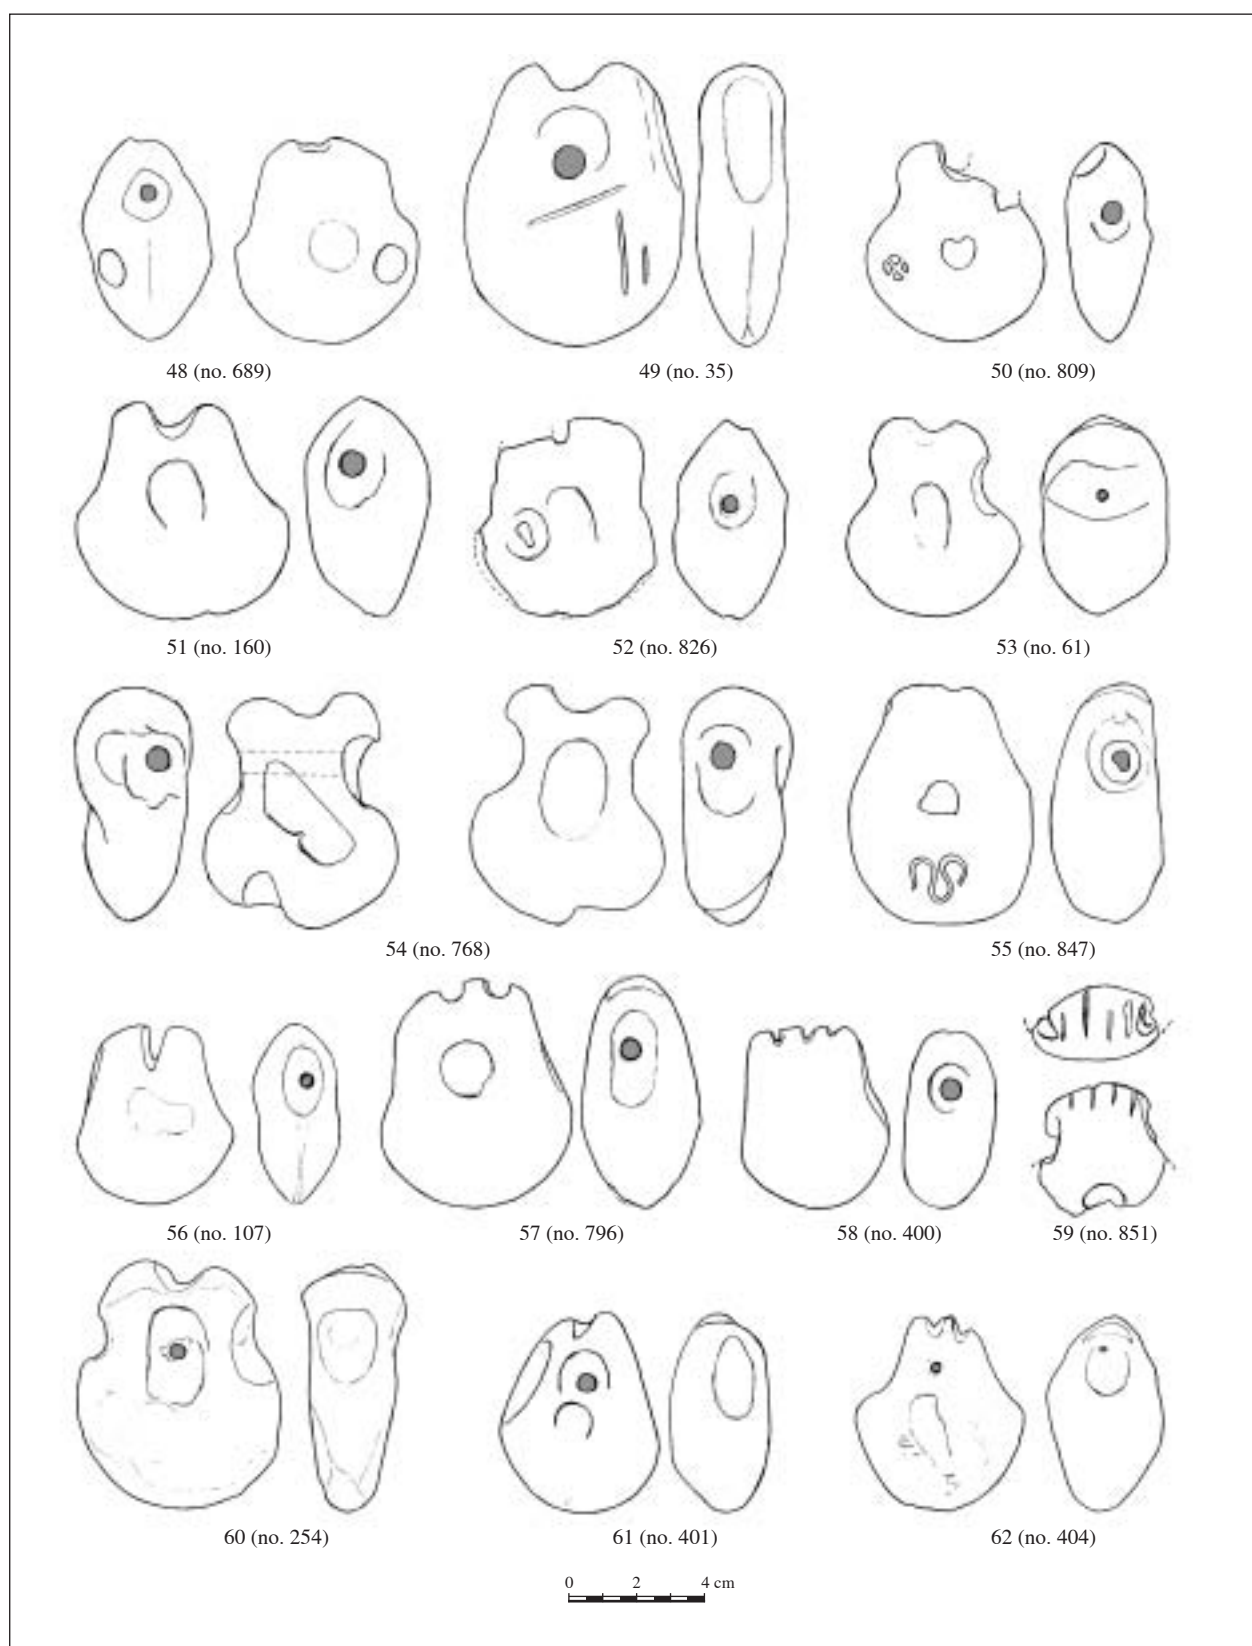 48 (no. 689)
49 (no. 35)
50 (no. 809)
51 (no. 160)
52 (no. 826)
53 (no. 61)
54 (no. 768)
55 (no. 847)
56 (no. 107)
57 (no. 796)
58 (no. 400)
59 (no. 851)
60 (no. 254)
61 (no. 401)
62 (no. 404)
0 2 4 cm